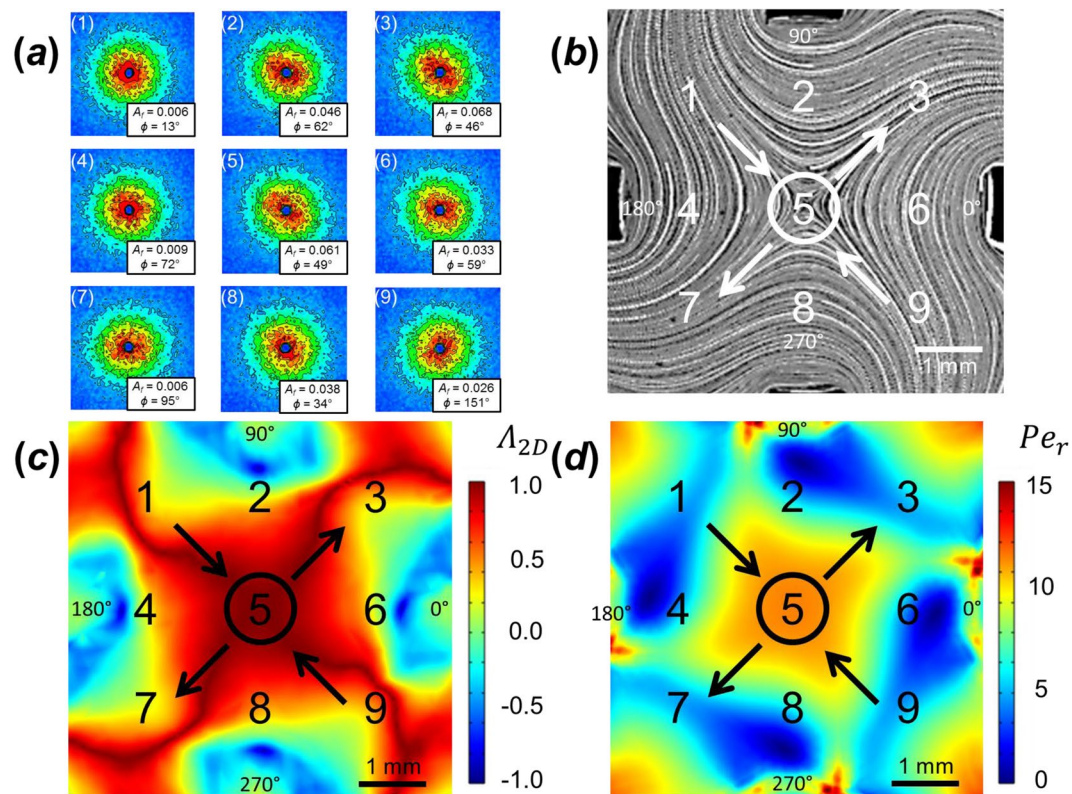 (a)
(1)
A_f = 0.006
ϕ = 13°
(2)
A_f = 0.046
ϕ = 62°
(3)
A_f = 0.068
ϕ = 46°
(4)
A_f = 0.009
ϕ = 72°
(5)
A_f = 0.061
ϕ = 49°
(6)
A_f = 0.033
ϕ = 59°
(7)
A_f = 0.006
ϕ = 95°
(8)
A_f = 0.038
ϕ = 34°
(9)
A_f = 0.026
ϕ = 151°
(b)
90°
1 2 3
180° 4 5 6 0°
7 8 9
270°
1 mm
(c)
90°
1 2 3
180° 4 5 6 0°
7 8 9
270°
1 mm
Λ2D
1.0
0.5
0.0
-0.5
-1.0
(d)
90°
1 2 3
180° 4 5 6 0°
7 8 9
270°
1 mm
Pe_r
15
10
5
0